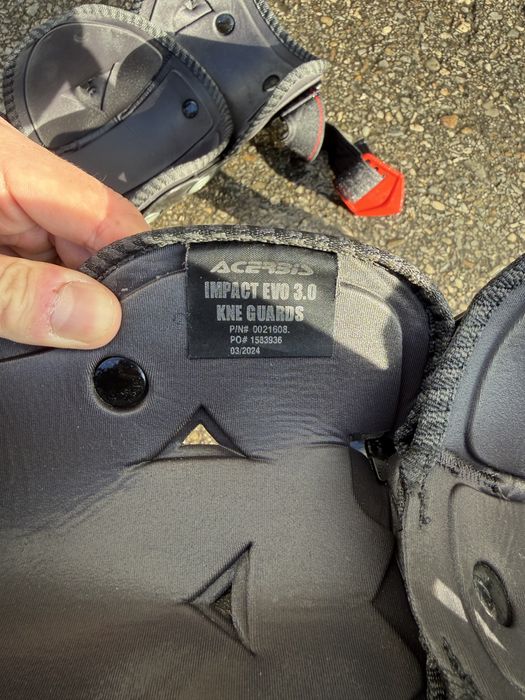 ACERBIS
IMPACT EVO 3.0
KNE GUARDS
P/N# 0021608.
PO# 1583936
03/2024